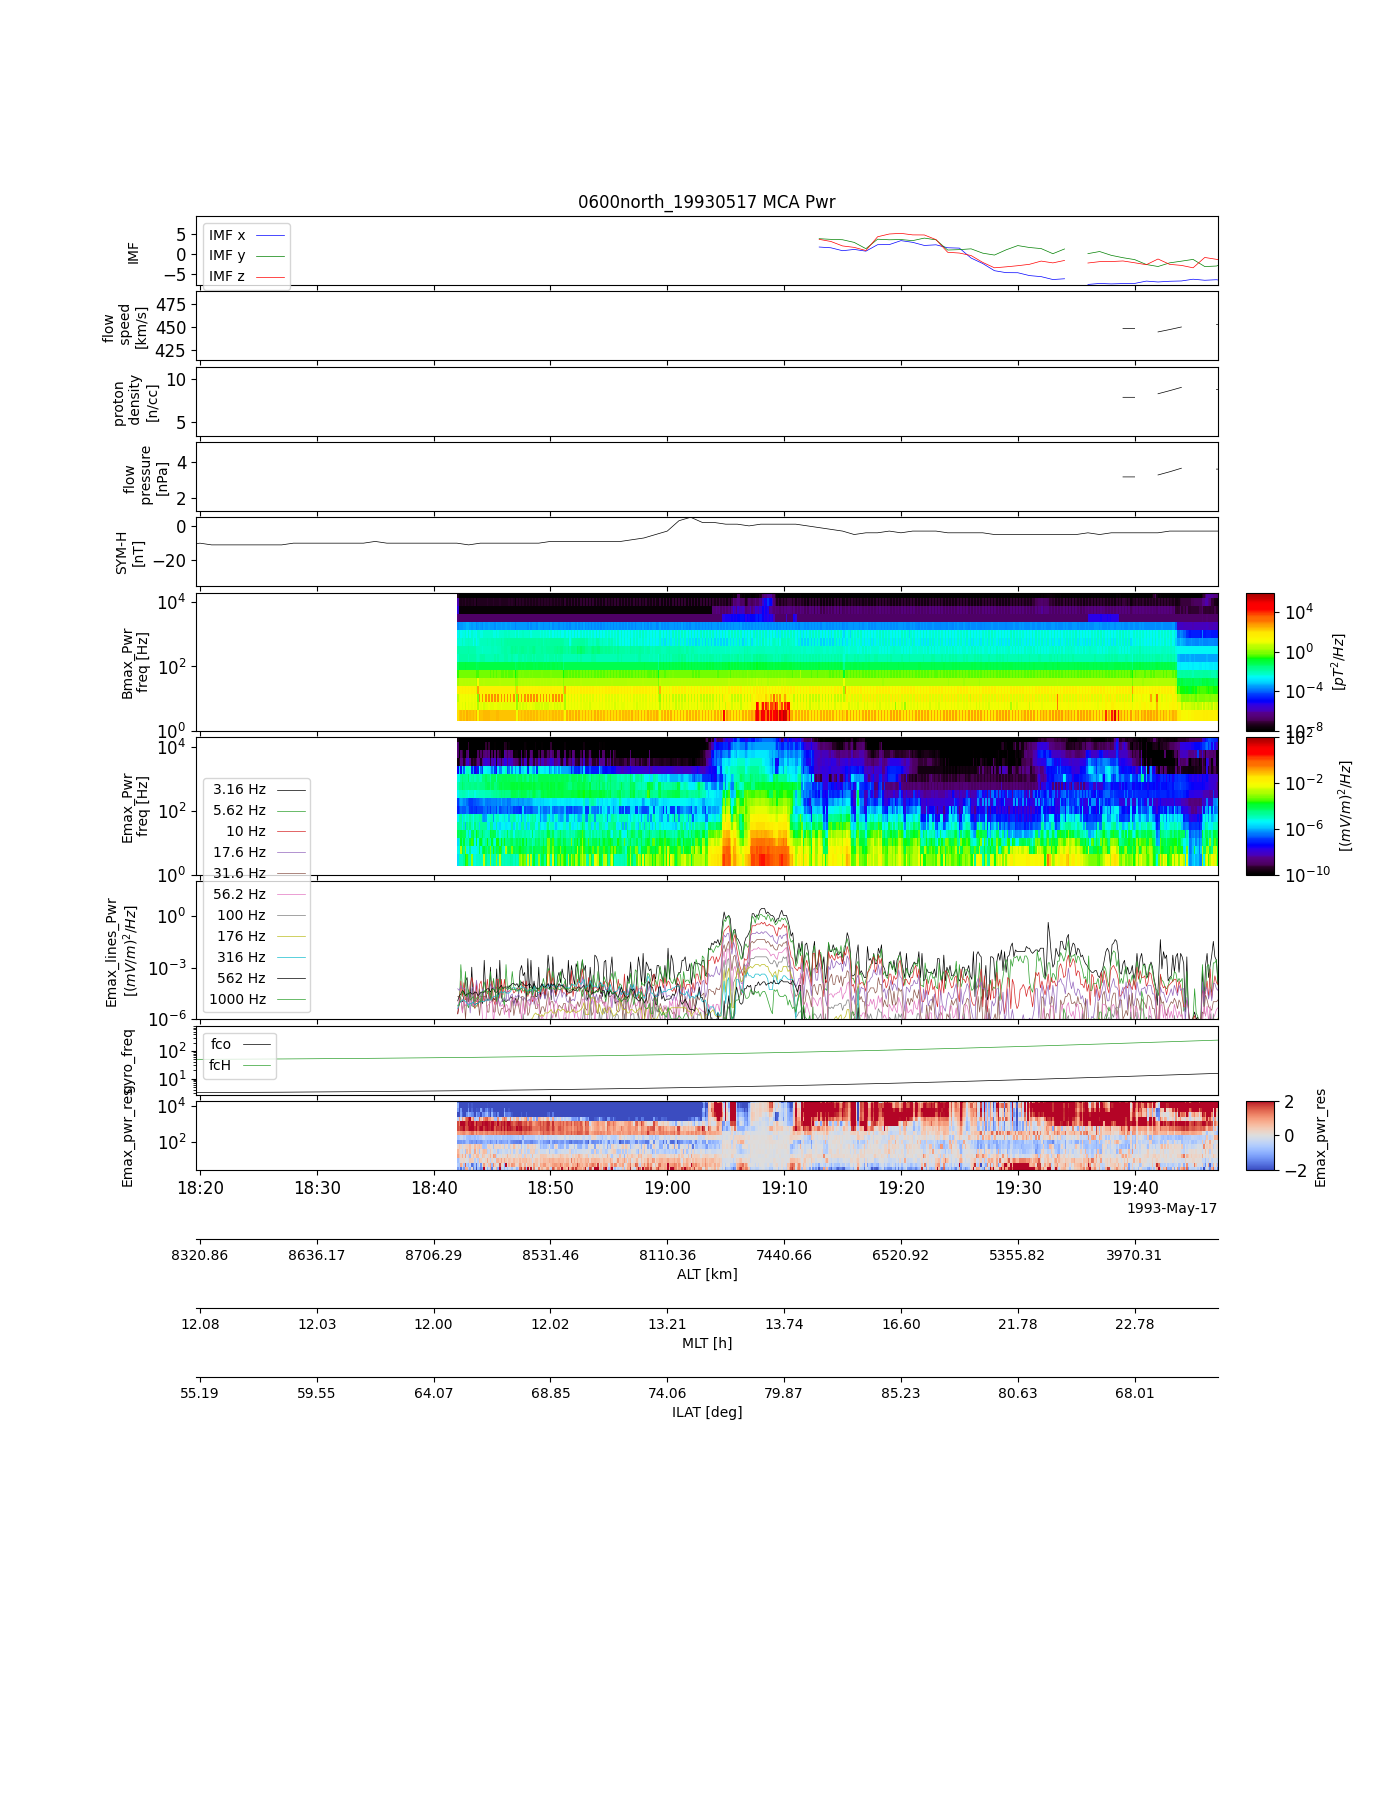 0600north_19930517 MCA Pwr
IMF
5
0
−5
IMF x
IMF y
IMF z
flow
speed
[km/s]
475
450
425
proton
density
[n/cc]
10
5
flow
pressure
[nPa]
4
2
SYM-H
[nT]
0
−20
Bmax_Pwr
freq [Hz]
10^4
10^2
10^0
10^4
10^0
10^−4
10^−8
[pT^2/Hz]
Emax_Pwr
freq [Hz]
10^4
10^2
10^0
10^2
10^−2
10^−6
10^−10
[(mV/m)^2/Hz]
3.16 Hz
5.62 Hz
10 Hz
17.6 Hz
31.6 Hz
56.2 Hz
100 Hz
176 Hz
316 Hz
562 Hz
1000 Hz
Emax_lines_Pwr
[(mV/m)^2/Hz]
10^0
10^−3
10^−6
gyro_freq
10^2
10^1
fco
fcH
Emax_pwr_res
10^4
10^2
2
0
−2
Emax_pwr_res
18:20 18:30 18:40 18:50 19:00 19:10 19:20 19:30 19:40
1993-May-17
8320.86 8636.17 8706.29 8531.46 8110.36 7440.66 6520.92 5355.82 3970.31
ALT [km]
12.08 12.03 12.00 12.02 13.21 13.74 16.60 21.78 22.78
MLT [h]
55.19 59.55 64.07 68.85 74.06 79.87 85.23 80.63 68.01
ILAT [deg]